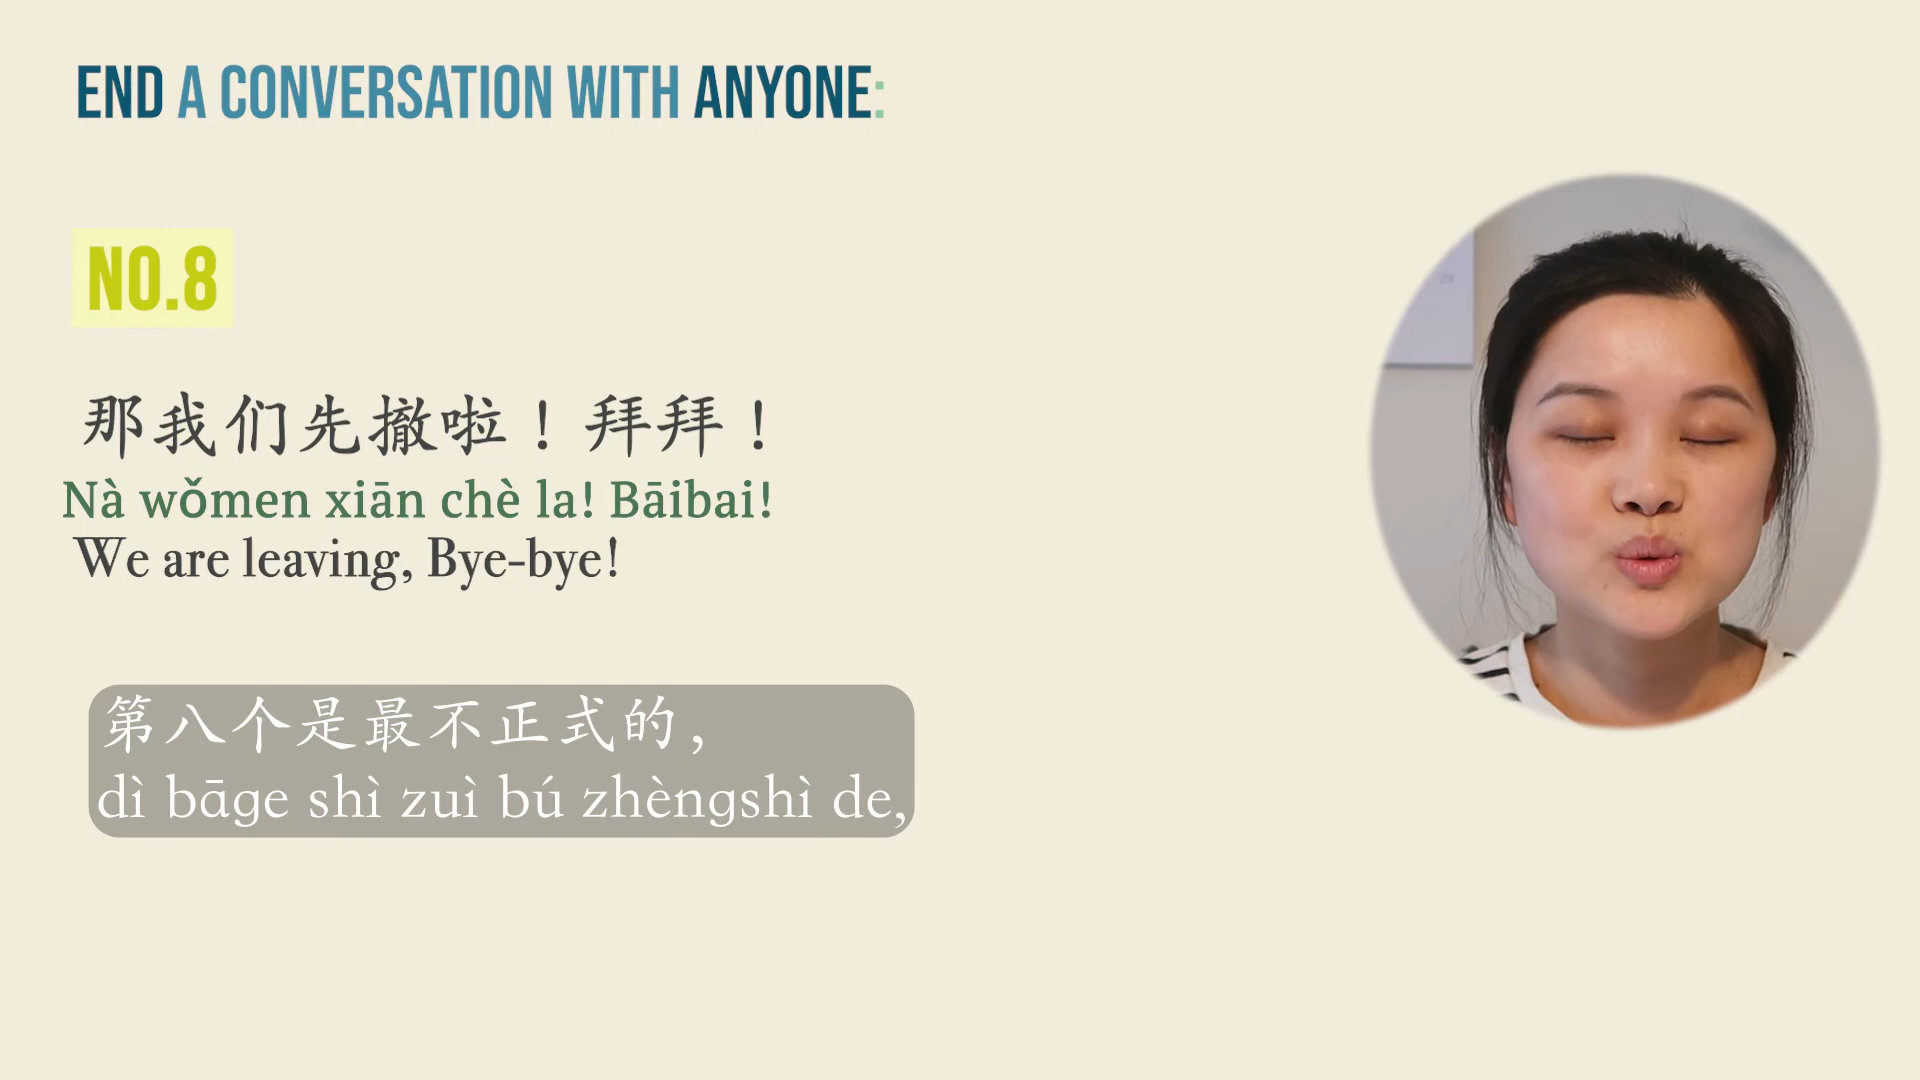 END A CONVERSATION WITH ANYONE:
NO.8
那我们先撤啦！拜拜！
Nà wǒmen xiān chè la! Bāibai!
We are leaving, Bye-bye!
第八个是最不正式的，
dì bāge shì zuì bú zhèngshì de,
29